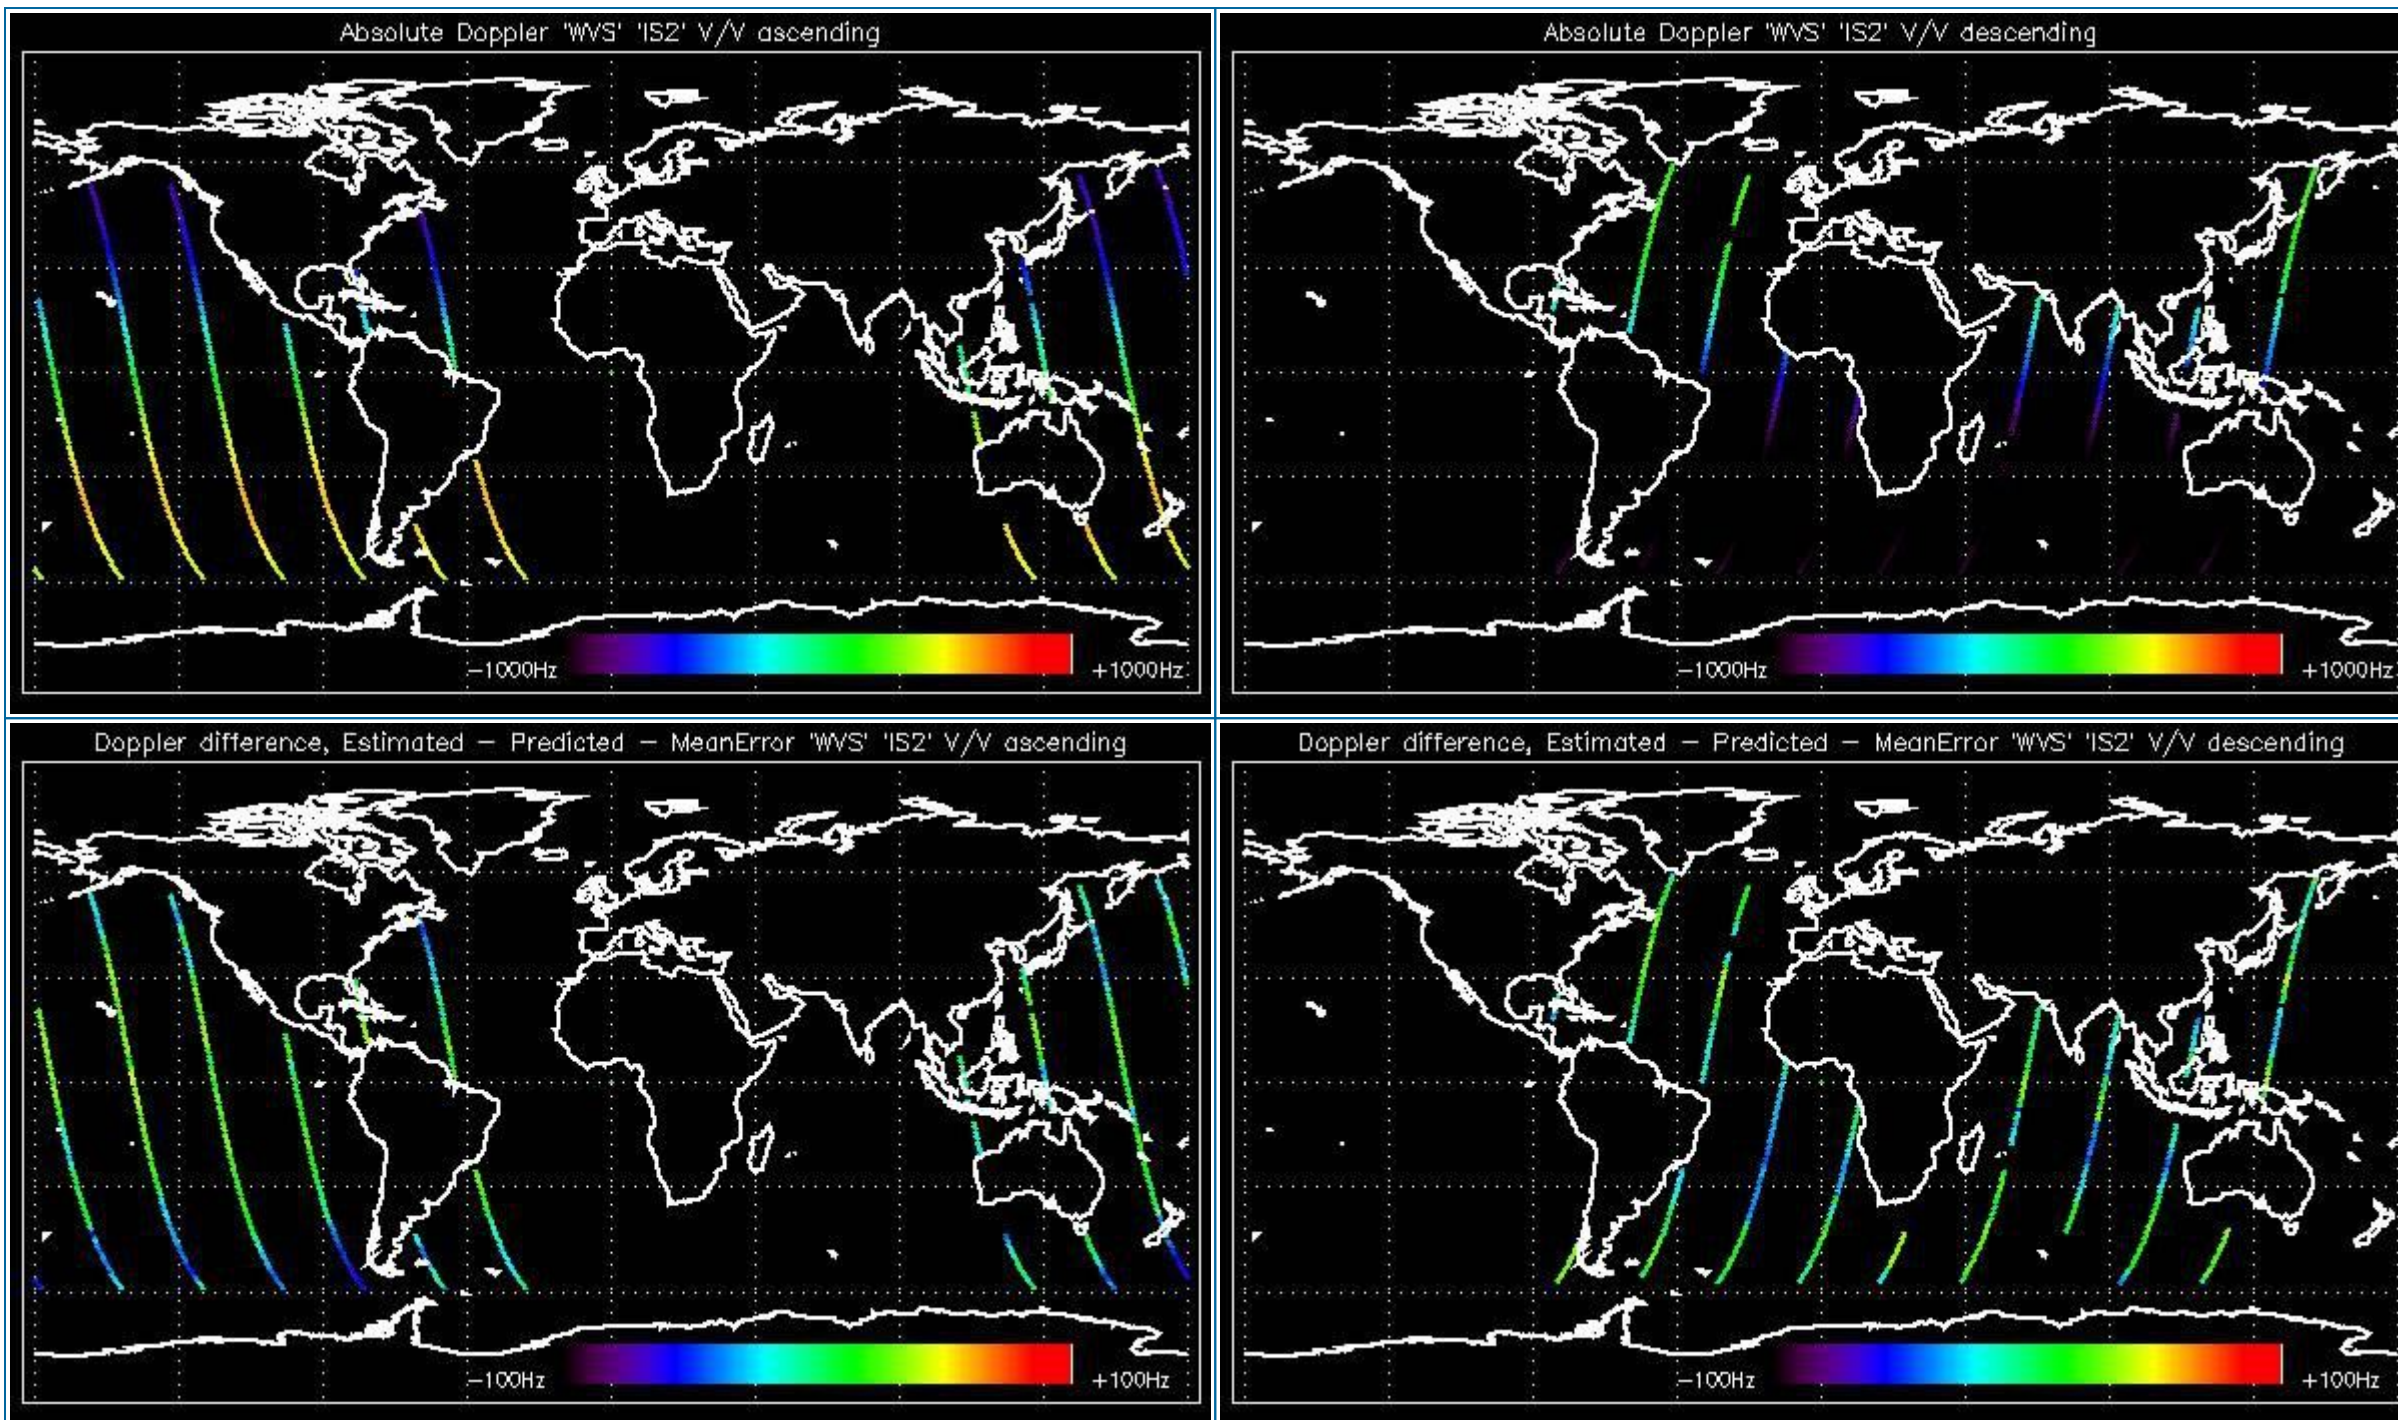 Absolute Doppler 'WVS' 'IS2' V/V ascending
−1000Hz
+1000Hz
Absolute Doppler 'WVS' 'IS2' V/V descending
−1000Hz
+1000Hz
Doppler difference, Estimated − Predicted − MeanError 'WVS' 'IS2' V/V ascending
−100Hz
+100Hz
Doppler difference, Estimated − Predicted − MeanError 'WVS' 'IS2' V/V descending
−100Hz
+100Hz